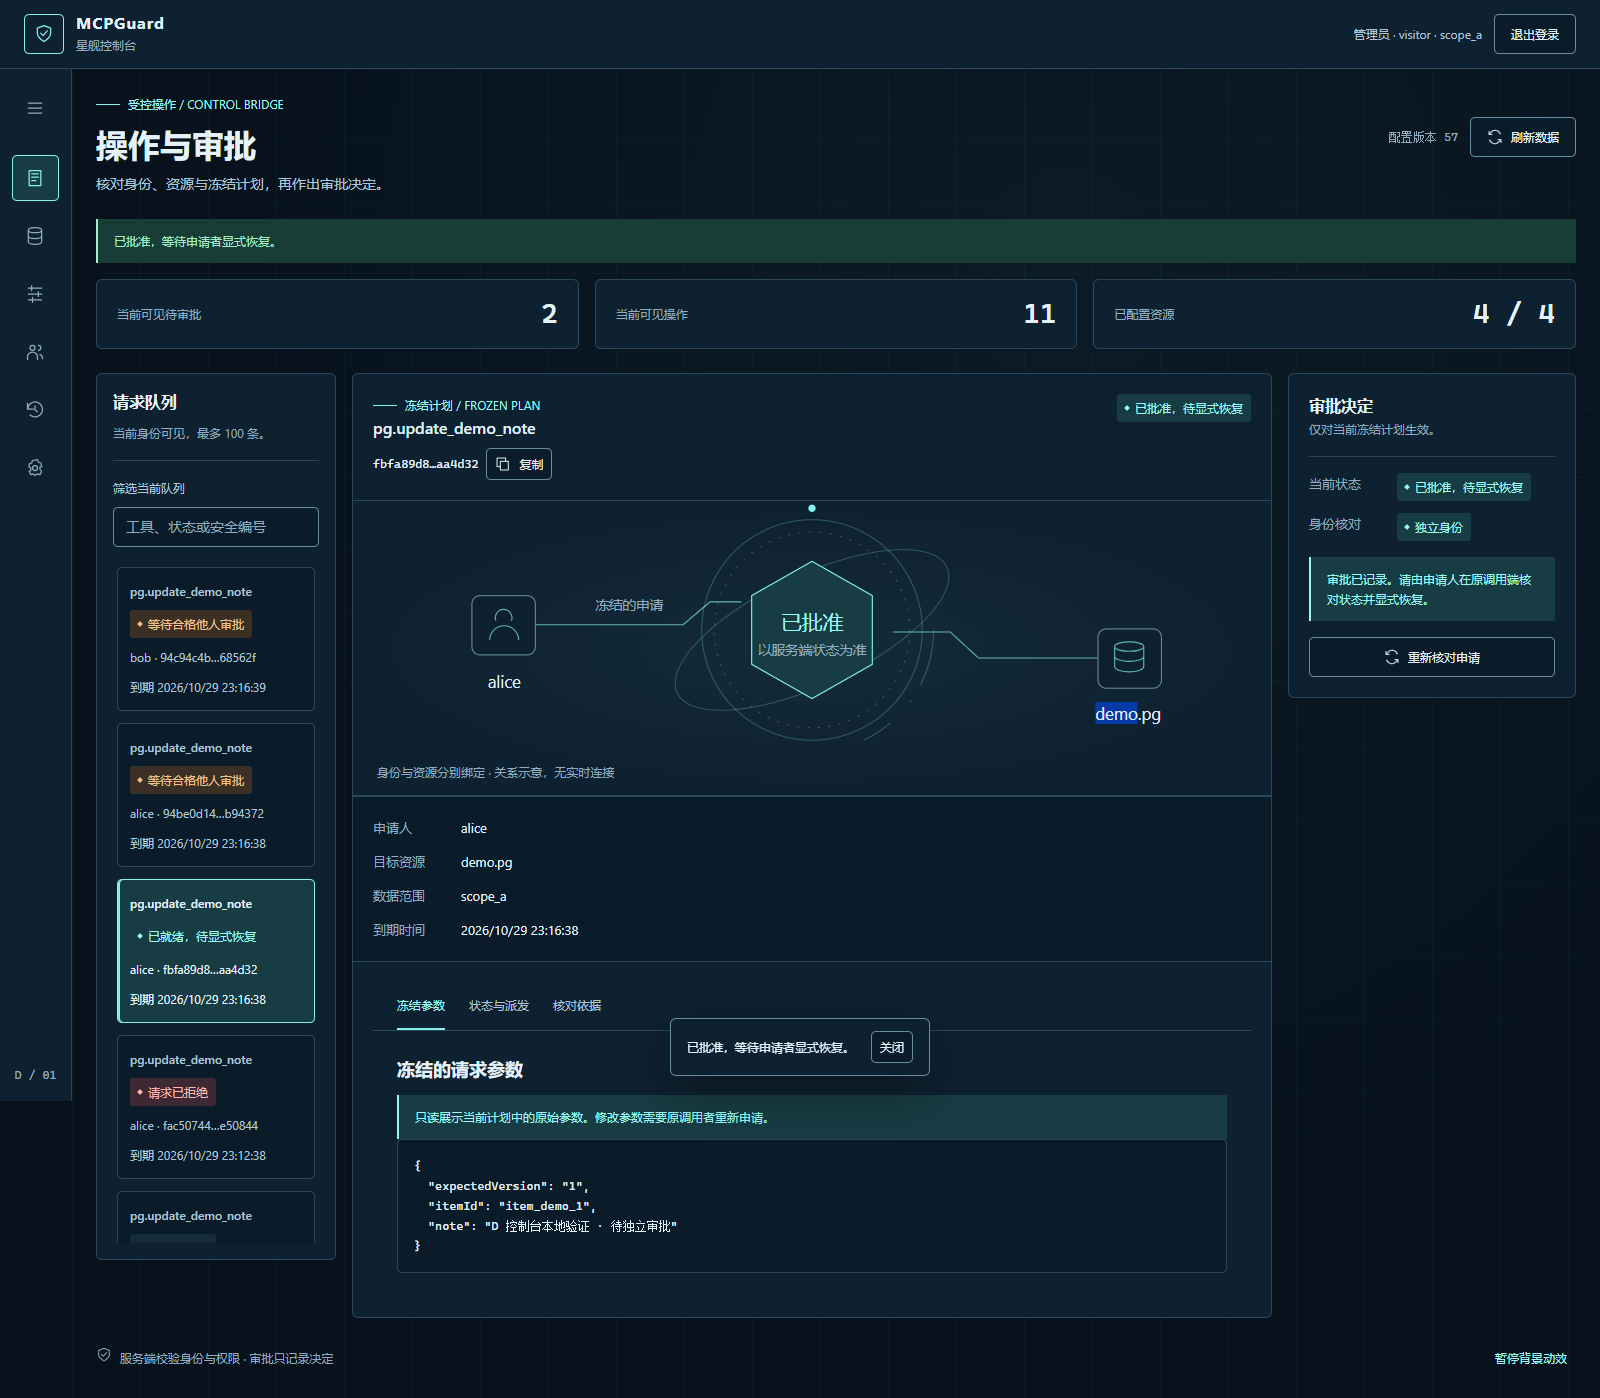 MCPGuard
星舰控制台
管理员 · visitor · scope_a
退出登录
受控操作 / CONTROL BRIDGE
操作与审批
核对身份、资源与冻结计划，再作出审批决定。
配置版本 57
刷新数据
已批准，等待申请者显式恢复。
当前可见待审批
2
当前可见操作
11
已配置资源
4 / 4
请求队列
当前身份可见，最多 100 条。
筛选当前队列
工具、状态或安全编号
pg.update_demo_note
等待合格他人审批
bob · 94c94c4b...68562f
到期 2026/10/29 23:16:39
pg.update_demo_note
等待合格他人审批
alice · 94be0d14...b94372
到期 2026/10/29 23:16:38
pg.update_demo_note
已就绪，待显式恢复
alice · fbfa89d8...aa4d32
到期 2026/10/29 23:16:38
pg.update_demo_note
请求已拒绝
alice · fac50744...e50844
到期 2026/10/29 23:12:38
pg.update_demo_note
D / 01
冻结计划 / FROZEN PLAN
pg.update_demo_note
fbfa89d8…aa4d32
复制
已批准，待显式恢复
冻结的申请
已批准
以服务端状态为准
alice
demo.pg
身份与资源分别绑定 · 关系示意，无实时连接
申请人 alice
目标资源 demo.pg
数据范围 scope_a
到期时间 2026/10/29 23:16:38
冻结参数 状态与派发 核对依据
已批准，等待申请者显式恢复。
关闭
冻结的请求参数
只读展示当前计划中的原始参数。修改参数需要原调用者重新申请。
{
"expectedVersion": "1",
"itemId": "item_demo_1",
"note": "D 控制台本地验证 · 待独立审批"
}
审批决定
仅对当前冻结计划生效。
当前状态 已批准，待显式恢复
身份核对 独立身份
审批已记录。请由申请人在原调用端核
对状态并显式恢复。
重新核对申请
服务端校验身份与权限 · 审批只记录决定
暂停背景动效